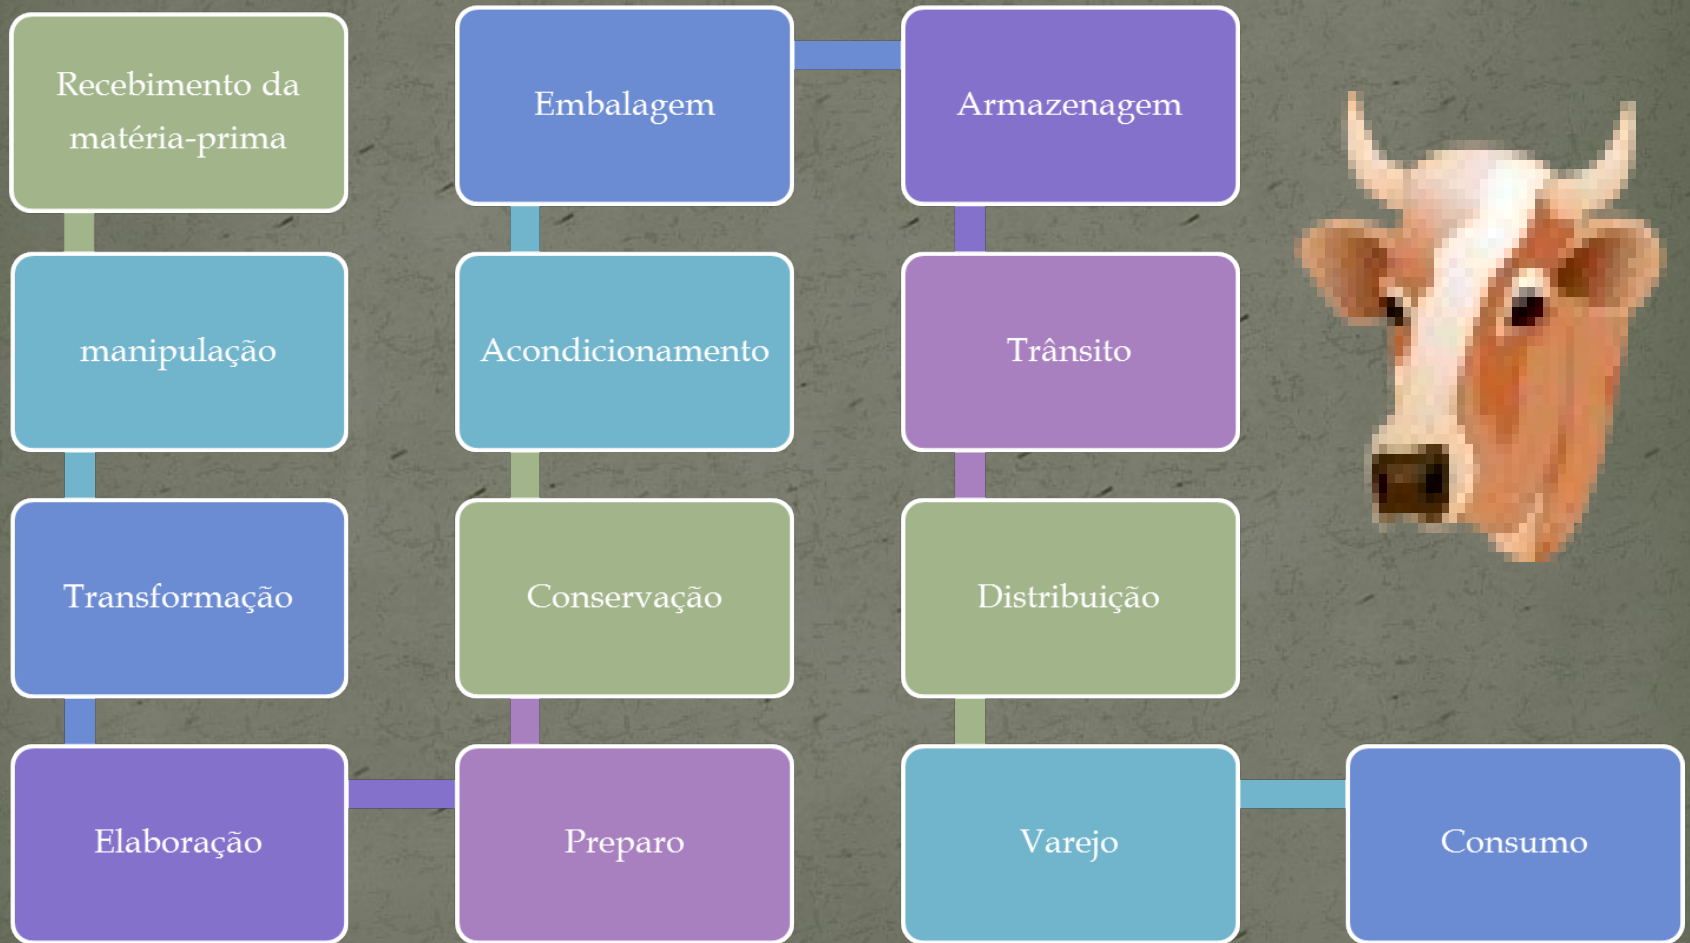 Recebimento da
matéria-prima
manipulação
Transformação
Elaboração
Preparo
Conservação
Acondicionamento
Embalagem
Armazenagem
Trânsito
Distribuição
Varejo
Consumo